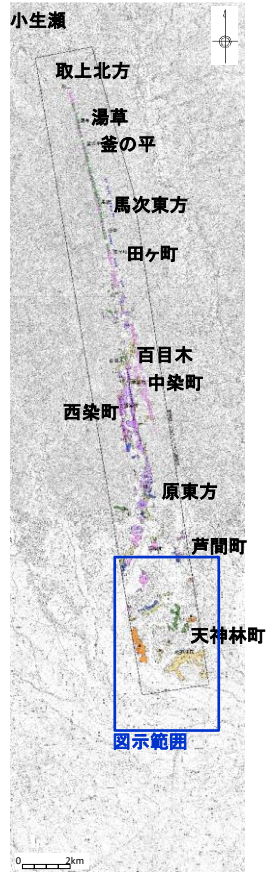 小生瀬
取上北方
湯草
釜の平
馬次東方
田ヶ町
百目木
中染町
西染町
原東方
芦間町
天神林町
図示範囲
0 2km